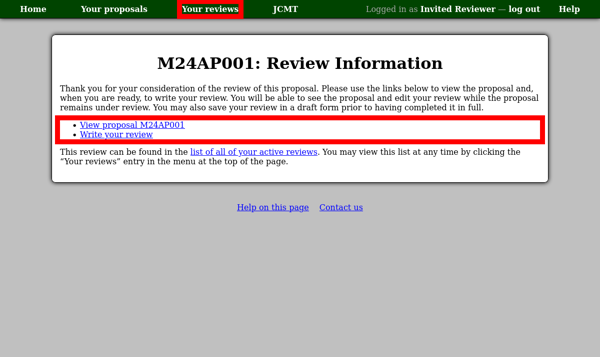 Home Your proposals Your reviews JCMT Logged in as Invited Reviewer — log out Help
M24AP001: Review Information
Thank you for your consideration of the review of this proposal. Please use the links below to view the proposal and,
when you are ready, to write your review. You will be able to see the proposal and edit your review while the proposal
remains under review. You may also save your review in a draft form prior to having completed it in full.
• View proposal M24AP001
• Write your review
This review can be found in the list of all of your active reviews. You may view this list at any time by clicking the
“Your reviews” entry in the menu at the top of the page.
Help on this page Contact us